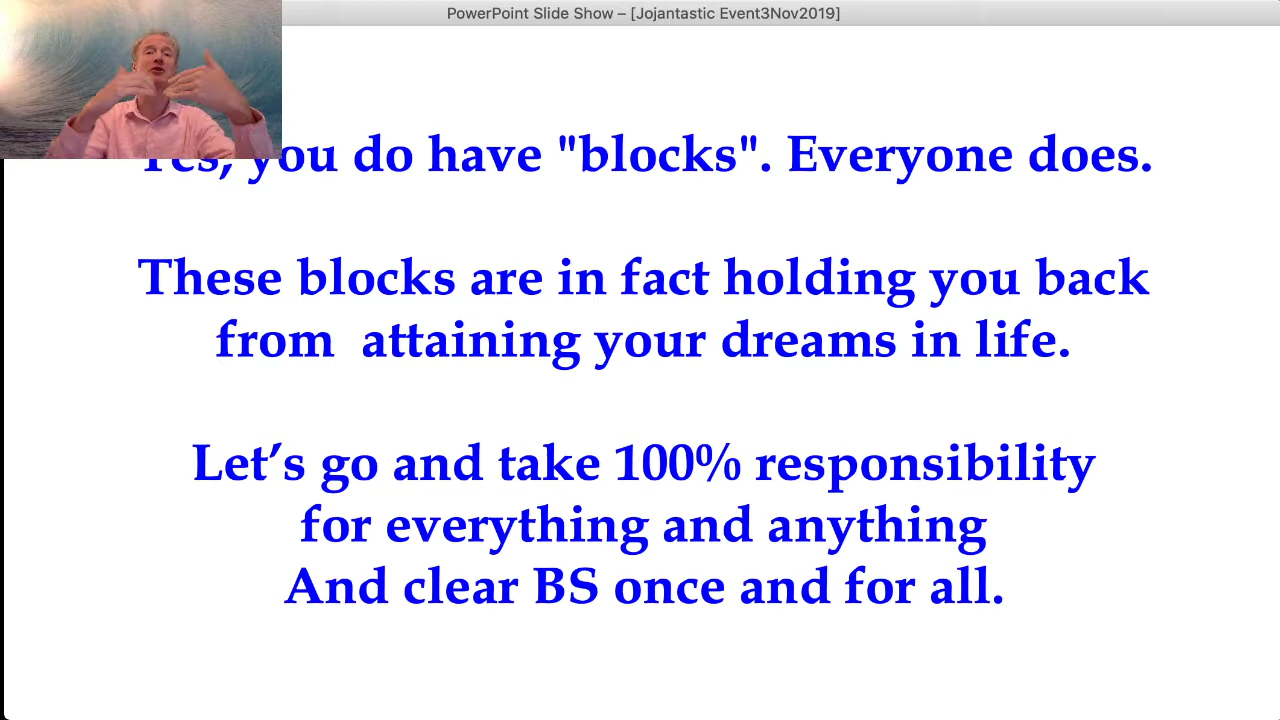 PowerPoint Slide Show – [Jojantastic Event3Nov2019]
Yes, you do have "blocks". Everyone does.
These blocks are in fact holding you back
from  attaining your dreams in life.
Let’s go and take 100% responsibility
for everything and anything
And clear BS once and for all.